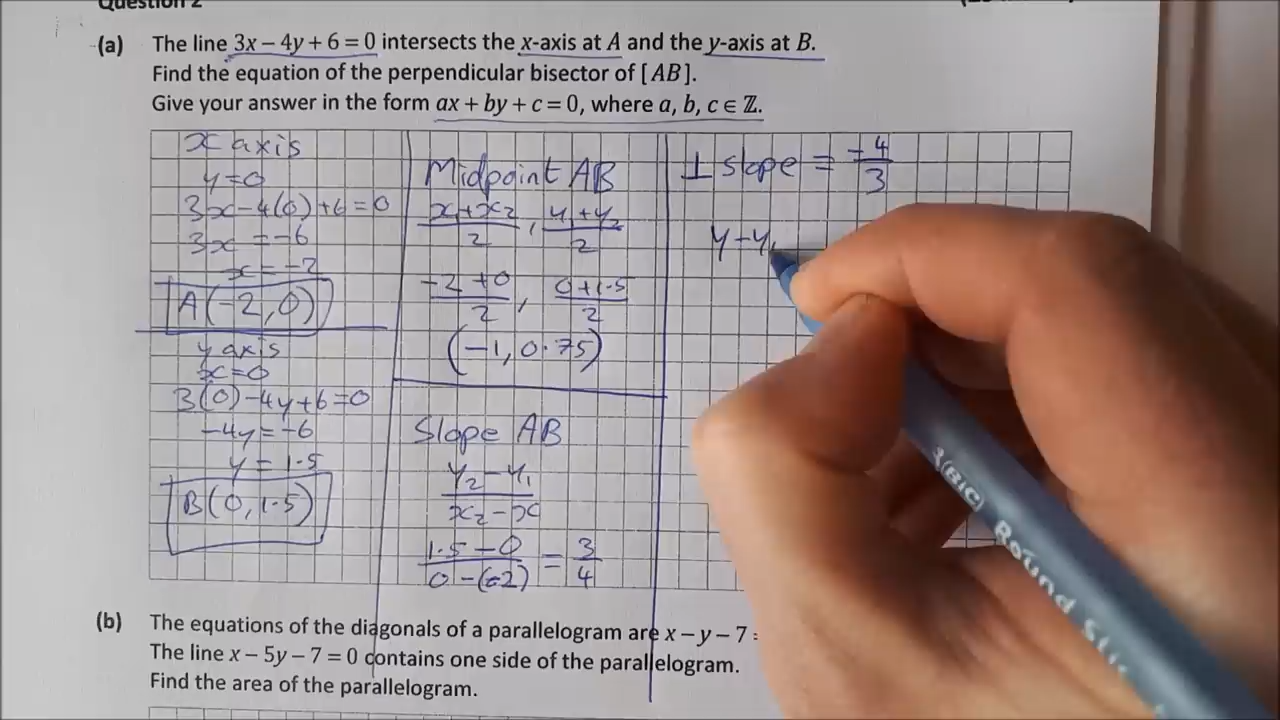 Question 2
(a) The line 3x – 4y + 6 = 0 intersects the x-axis at A and the y-axis at B.
Find the equation of the perpendicular bisector of [AB].
Give your answer in the form ax + by + c = 0, where a, b, c ∈ ℤ.
x axis
y=0
3x-4(0)+6=0
3x = -6
x = -2
A(-2,0)
y axis
x=0
3(0)-4y+6=0
-4y=-6
y = 1.5
B(0,1.5)
Midpoint AB
x₁+x₂/2 , y₁+y₂/2
-2+0/2 , 0+1.5/2
(-1, 0.75)
Slope AB
y₂-y₁/x₂-x
1.5-0/0-(-2) = 3/4
⊥ slope = -4/3
y-y₁
(BIC) Round Stic
(b) The equations of the diagonals of a parallelogram are x – y – 7 =
The line x – 5y – 7 = 0 contains one side of the parallelogram.
Find the area of the parallelogram.